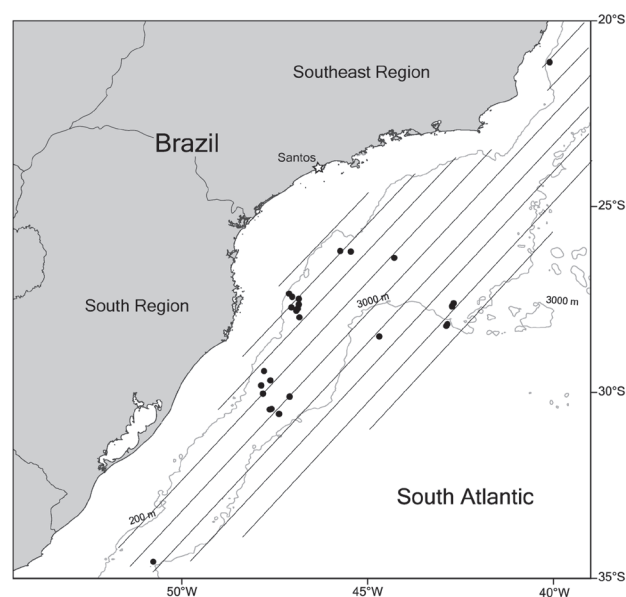 20°S
Southeast Region
Brazil
Santos
25°S
South Region
3000 m
3000 m
30°S
South Atlantic
200 m
35°S
50°W
45°W
40°W